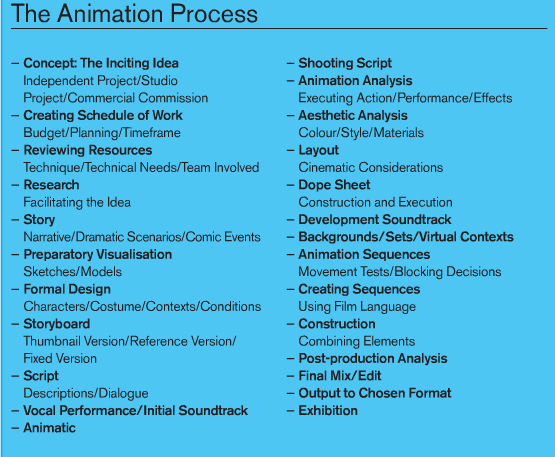 The Animation Process
– Concept: The Inciting Idea
Independent Project/Studio
Project/Commercial Commission
– Creating Schedule of Work
Budget/Planning/Timeframe
– Reviewing Resources
Technique/Technical Needs/Team Involved
– Research
Facilitating the Idea
– Story
Narrative/Dramatic Scenarios/Comic Events
– Preparatory Visualisation
Sketches/Models
– Formal Design
Characters/Costume/Contexts/Conditions
– Storyboard
Thumbnail Version/Reference Version/
Fixed Version
– Script
Descriptions/Dialogue
– Vocal Performance/Initial Soundtrack
– Animatic
– Shooting Script
– Animation Analysis
Executing Action/Performance/Effects
– Aesthetic Analysis
Colour/Style/Materials
– Layout
Cinematic Considerations
– Dope Sheet
Construction and Execution
– Development Soundtrack
– Backgrounds/Sets/Virtual Contexts
– Animation Sequences
Movement Tests/Blocking Decisions
– Creating Sequences
Using Film Language
– Construction
Combining Elements
– Post-production Analysis
– Final Mix/Edit
– Output to Chosen Format
– Exhibition